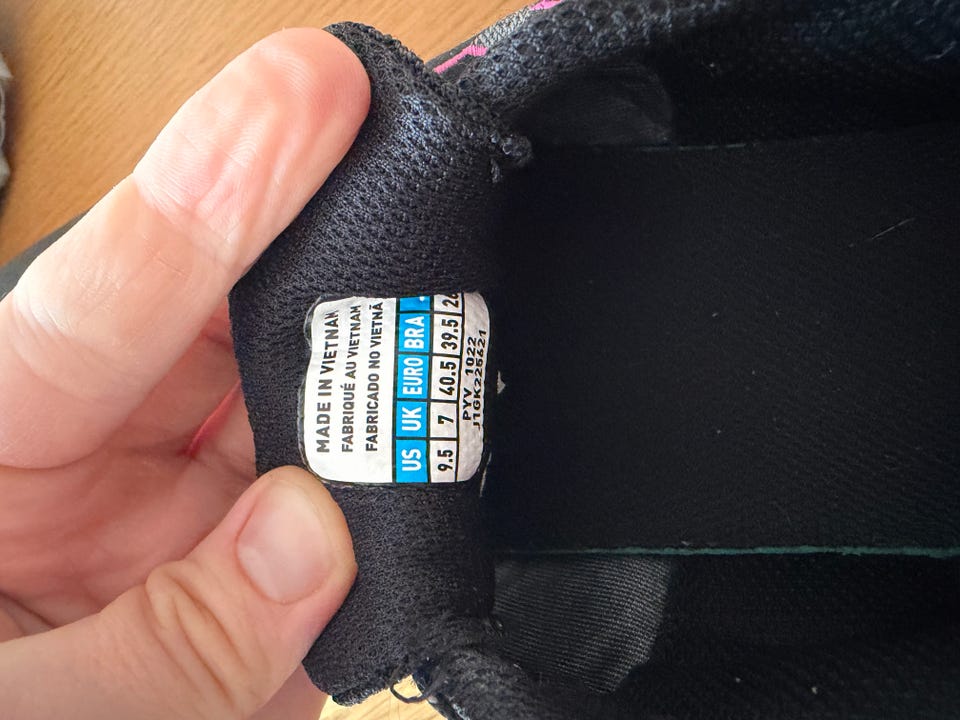 MADE IN VIETNAM
FABRIQUÉ AU VIETNAM
FABRICADO NO VIETNÃ
US UK EURO BRA
9.5 7 40.5 39.5
PYV 1022
J1GK225621